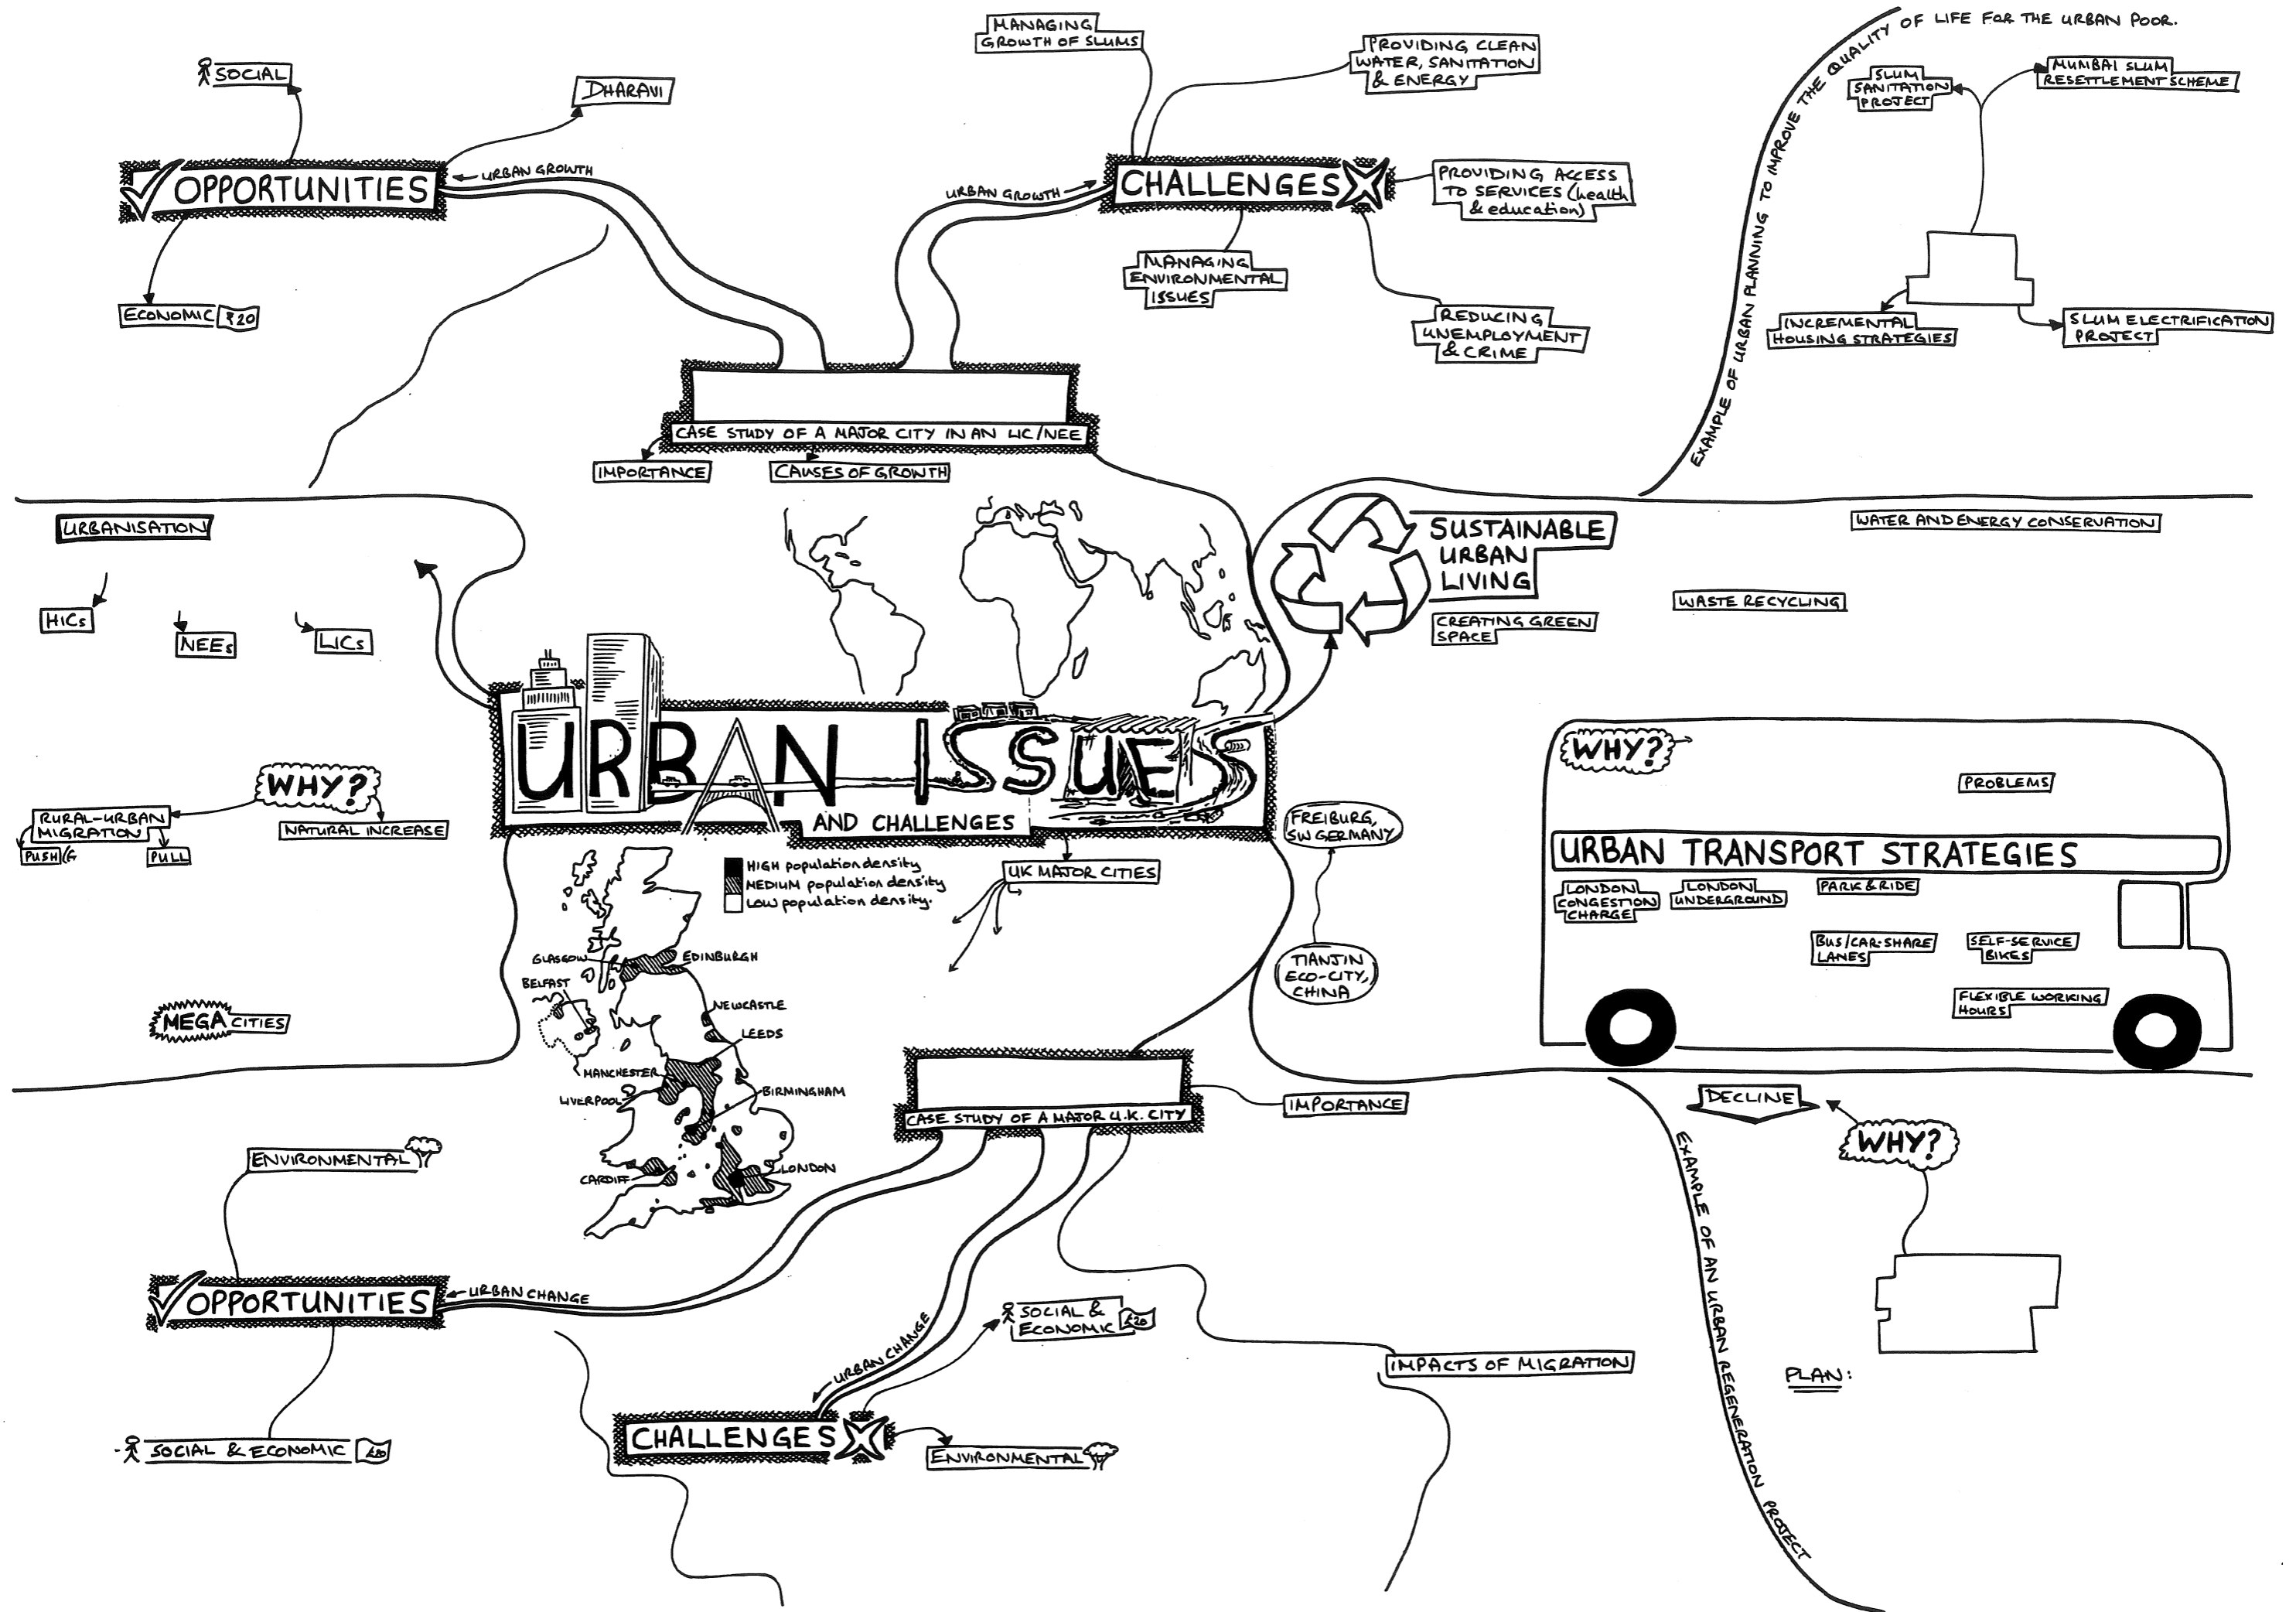 MANAGING
GROWTH OF SLUMS
PROVIDING CLEAN
WATER, SANITATION
& ENERGY
SOCIAL
DHARAVI
OPPORTUNITIES
URBAN GROWTH
ECONOMIC ₹20
URBAN GROWTH
CHALLENGES
PROVIDING ACCESS
TO SERVICES (health
& education)
MANAGING
ENVIRONMENTAL
ISSUES
REDUCING
UNEMPLOYMENT
& CRIME
EXAMPLE OF URBAN PLANNING TO IMPROVE THE QUALITY OF LIFE FOR THE URBAN POOR.
SLUM
SANITATION
PROJECT
MUMBAI SLUM
RESETTLEMENT SCHEME
INCREMENTAL
HOUSING STRATEGIES
SLUM ELECTRIFICATION
PROJECT
CASE STUDY OF A MAJOR CITY IN AN LIC/NEE
IMPORTANCE
CAUSES OF GROWTH
URBANISATION
HICs
NEEs
LICs
SUSTAINABLE
URBAN
LIVING
CREATING GREEN
SPACE
WATER AND ENERGY CONSERVATION
WASTE RECYCLING
URBAN ISSUES
AND CHALLENGES
WHY?
RURAL-URBAN
MIGRATION
PUSH
PULL
NATURAL INCREASE
MEGA CITIES
HIGH population density
MEDIUM population density
LOW population density.
UK MAJOR CITIES
GLASGOW
EDINBURGH
BELFAST
NEWCASTLE
LEEDS
MANCHESTER
LIVERPOOL
BIRMINGHAM
CARDIFF
LONDON
FREIBURG,
SW GERMANY
TIANJIN
ECO-CITY,
CHINA
WHY?
PROBLEMS
URBAN TRANSPORT STRATEGIES
LONDON
CONGESTION
CHARGE
LONDON
UNDERGROUND
PARK & RIDE
BUS/CAR-SHARE
LANES
SELF-SERVICE
BIKES
FLEXIBLE WORKING
HOURS
CASE STUDY OF A MAJOR U.K. CITY
IMPORTANCE
ENVIRONMENTAL
OPPORTUNITIES
URBAN CHANGE
SOCIAL & ECONOMIC £20
URBAN CHANGE
SOCIAL &
ECONOMIC £20
CHALLENGES
ENVIRONMENTAL
IMPACTS OF MIGRATION
EXAMPLE OF AN URBAN REGENERATION PROJECT
DECLINE
WHY?
PLAN: